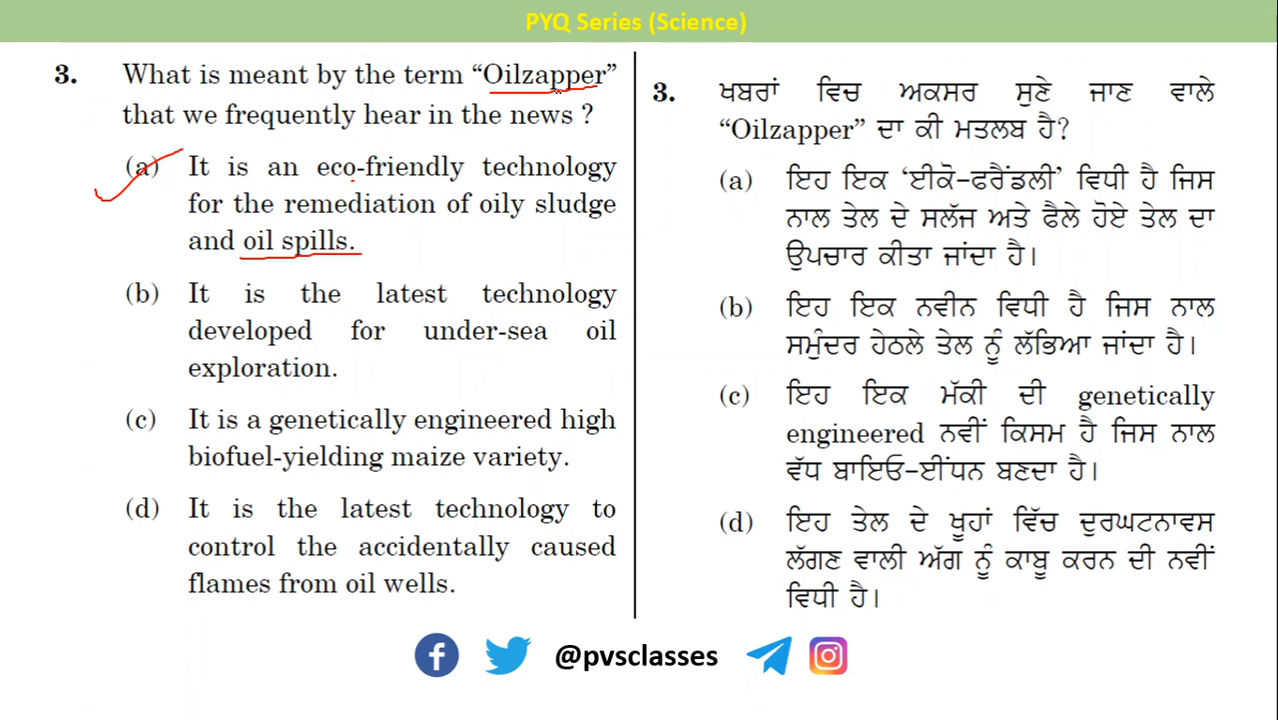 PYQ Series (Science)
3. What is meant by the term “Oilzapper”
that we frequently hear in the news ?
(a) It is an eco-friendly technology
for the remediation of oily sludge
and oil spills.
(b) It is the latest technology
developed for under-sea oil
exploration.
(c) It is a genetically engineered high
biofuel-yielding maize variety.
(d) It is the latest technology to
control the accidentally caused
flames from oil wells.
3. ਖਬਰਾਂ ਵਿਚ ਅਕਸਰ ਸੁਣੇ ਜਾਣ ਵਾਲੇ
“Oilzapper” ਦਾ ਕੀ ਮਤਲਬ ਹੈ?
(a) ਇਹ ਇਕ ‘ਈਕੋ-ਫਰੈਂਡਲੀ’ ਵਿਧੀ ਹੈ ਜਿਸ
ਨਾਲ ਤੇਲ ਦੇ ਸਲੱਜ ਅਤੇ ਫੈਲੇ ਹੋਏ ਤੇਲ ਦਾ
ਉਪਚਾਰ ਕੀਤਾ ਜਾਂਦਾ ਹੈ।
(b) ਇਹ ਇਕ ਨਵੀਨ ਵਿਧੀ ਹੈ ਜਿਸ ਨਾਲ
ਸਮੁੰਦਰ ਹੇਠਲੇ ਤੇਲ ਨੂੰ ਲੱਭਿਆ ਜਾਂਦਾ ਹੈ।
(c) ਇਹ ਇਕ ਮੱਕੀ ਦੀ genetically
engineered ਨਵੀਂ ਕਿਸਮ ਹੈ ਜਿਸ ਨਾਲ
ਵੱਧ ਬਾਇਓ-ਈਂਧਨ ਬਣਦਾ ਹੈ।
(d) ਇਹ ਤੇਲ ਦੇ ਖੂਹਾਂ ਵਿੱਚ ਦੁਰਘਟਨਾਵਸ
ਲੱਗਣ ਵਾਲੀ ਅੱਗ ਨੂੰ ਕਾਬੂ ਕਰਨ ਦੀ ਨਵੀਂ
ਵਿਧੀ ਹੈ।
@pvsclasses